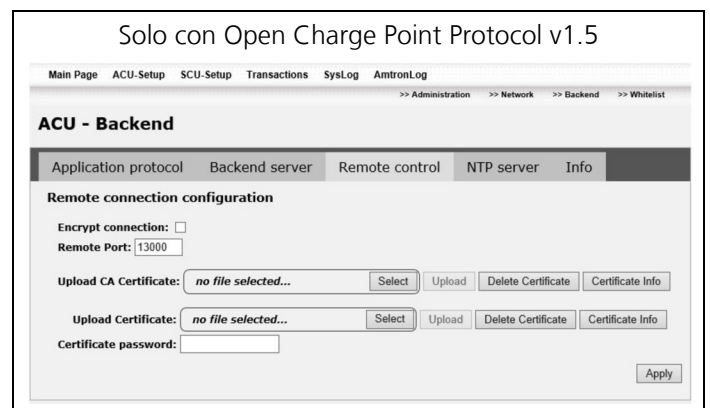 Solo con Open Charge Point Protocol v1.5
Main Page ACU-Setup SCU-Setup Transactions SysLog AmtronLog
>> Administration >> Network >> Backend >> Whitelist
ACU - Backend
Application protocol Backend server Remote control NTP server Info
Remote connection configuration
Encrypt connection:
Remote Port: 13000
Upload CA Certificate: no file selected... Select Upload Delete Certificate Certificate Info
Upload Certificate: no file selected... Select Upload Delete Certificate Certificate Info
Certificate password:
Apply